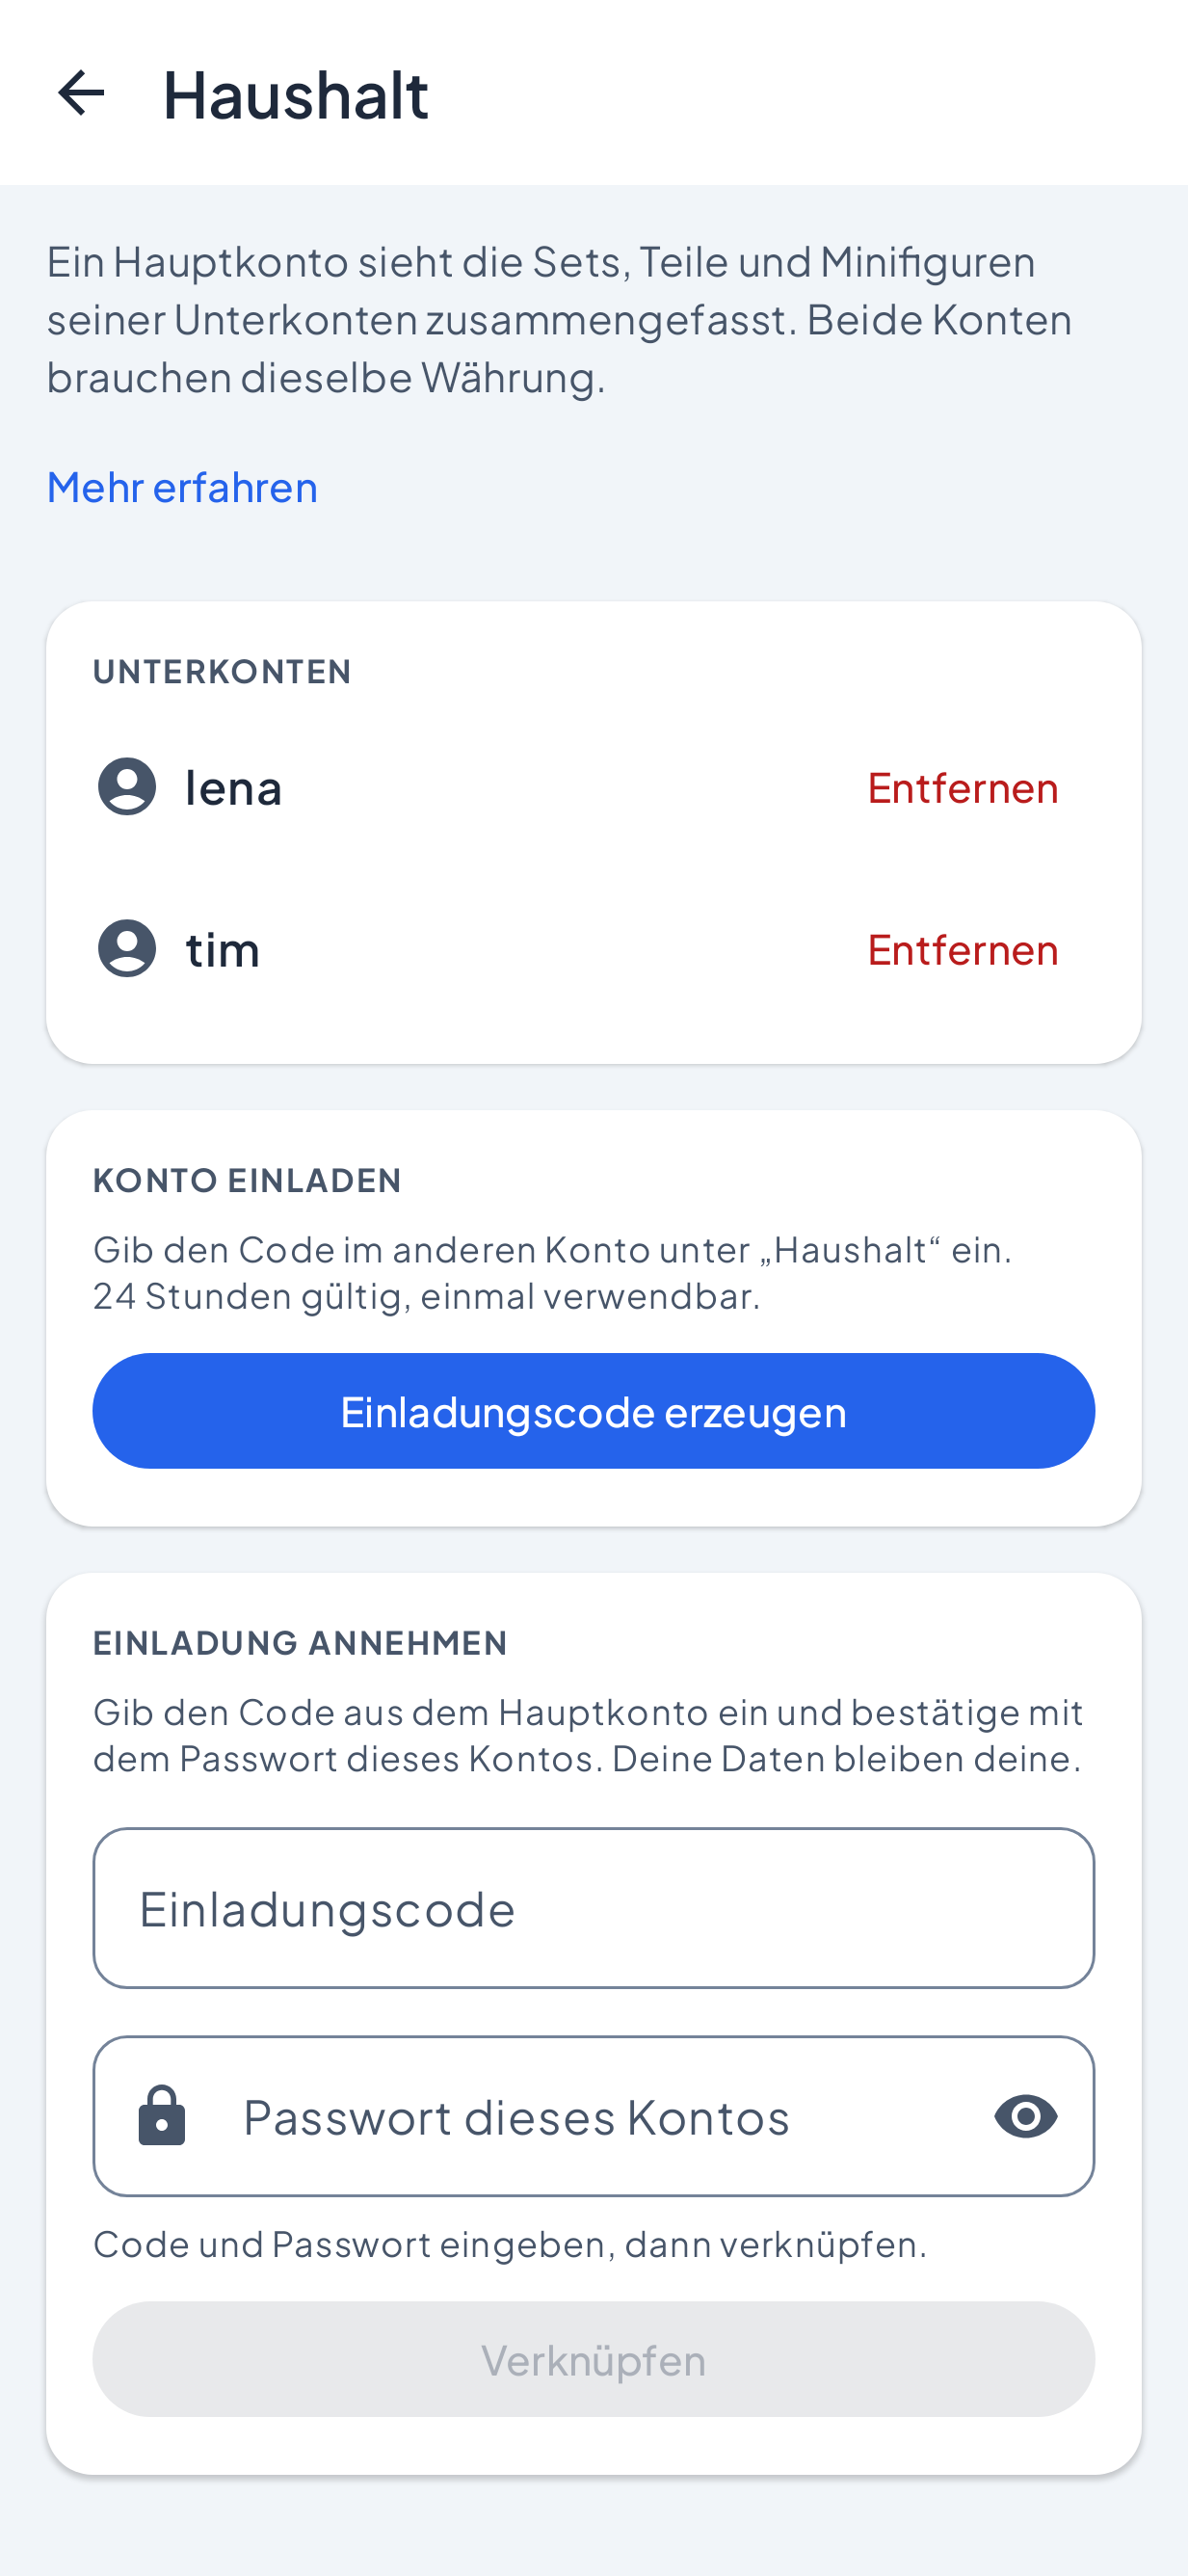 Haushalt
Ein Hauptkonto sieht die Sets, Teile und Minifiguren
seiner Unterkonten zusammengefasst. Beide Konten
brauchen dieselbe Währung.
Mehr erfahren
UNTERKONTEN
lena
Entfernen
tim
Entfernen
KONTO EINLADEN
Gib den Code im anderen Konto unter „Haushalt“ ein.
24 Stunden gültig, einmal verwendbar.
Einladungscode erzeugen
EINLADUNG ANNEHMEN
Gib den Code aus dem Hauptkonto ein und bestätige mit
dem Passwort dieses Kontos. Deine Daten bleiben deine.
Einladungscode
Passwort dieses Kontos
Code und Passwort eingeben, dann verknüpfen.
Verknüpfen